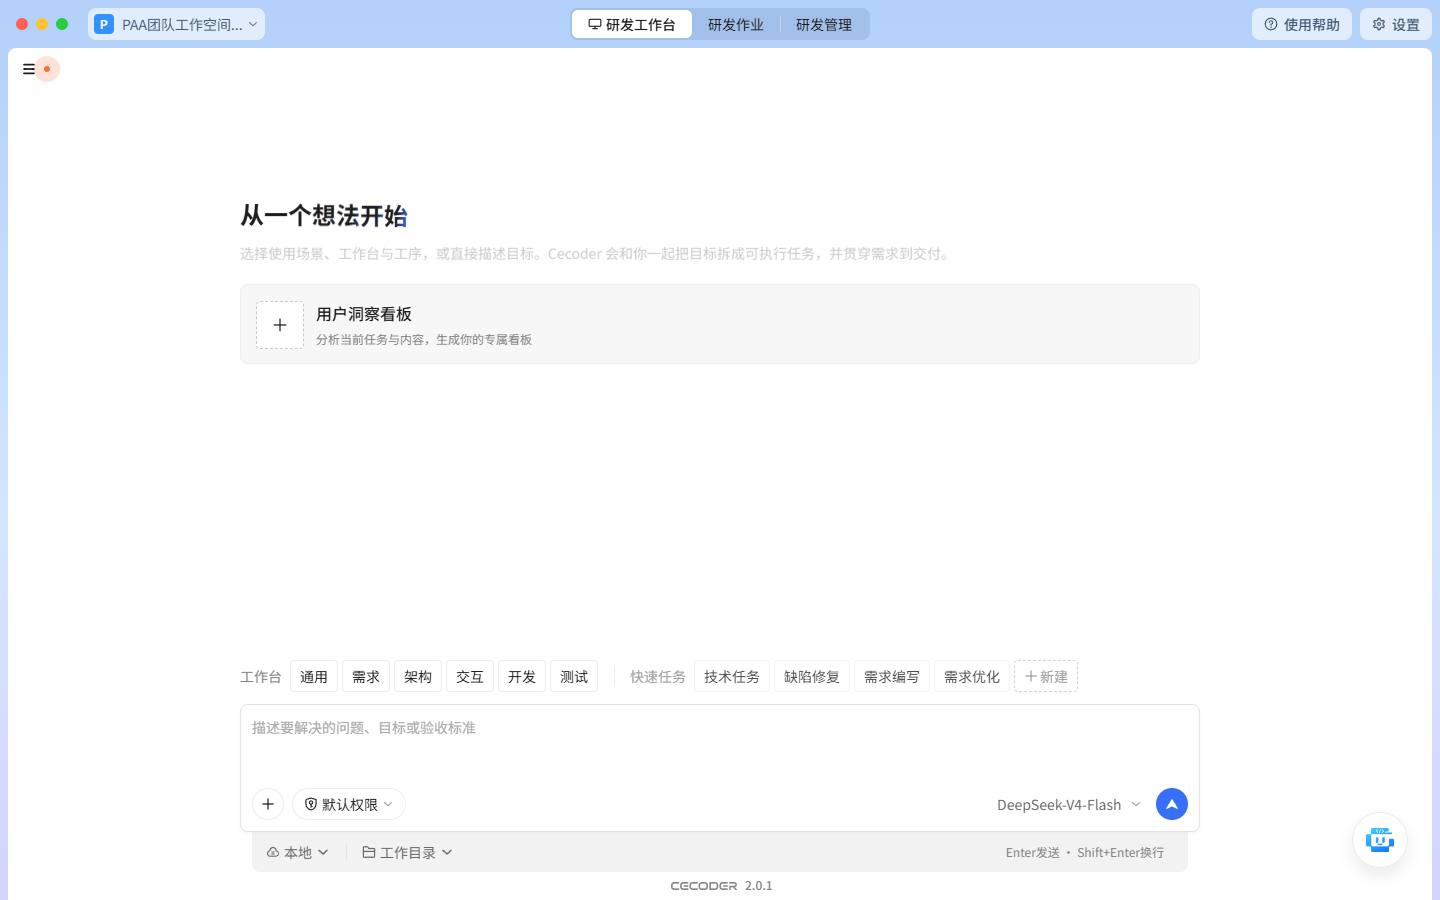 P PAA团队工作空间... 研发工作台 研发作业 研发管理 使用帮助 设置
从一个想法开始
选择使用场景、工作台与工序，或直接描述目标。Cecoder 会和你一起把目标拆成可执行任务，并贯穿需求到交付。
用户洞察看板
分析当前任务与内容，生成你的专属看板
工作台 通用 需求 架构 交互 开发 测试 快速任务 技术任务 缺陷修复 需求编写 需求优化 新建
描述要解决的问题、目标或验收标准
默认权限 DeepSeek-V4-Flash
本地 工作目录 Enter发送 • Shift+Enter换行
CECODER 2.0.1